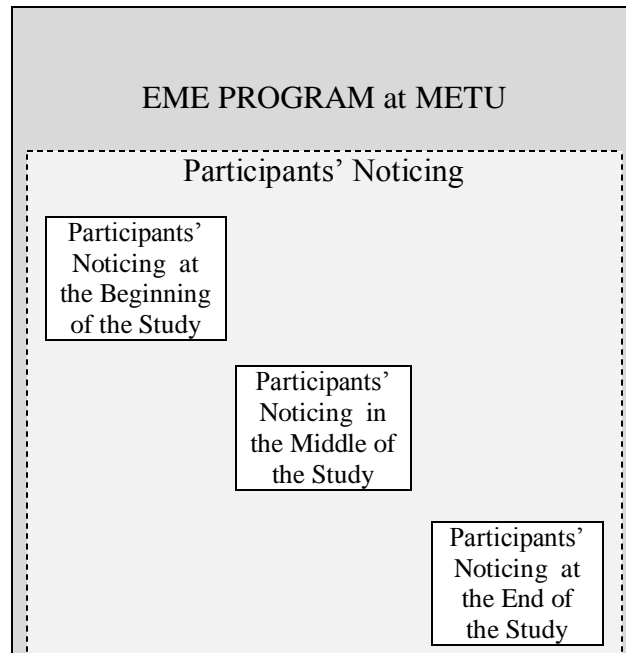 EME PROGRAM at METU
Participants’ Noticing
Participants’
Noticing at
the Beginning
of the Study
Participants’
Noticing in
the Middle of
the Study
Participants’
Noticing at
the End of
the Study